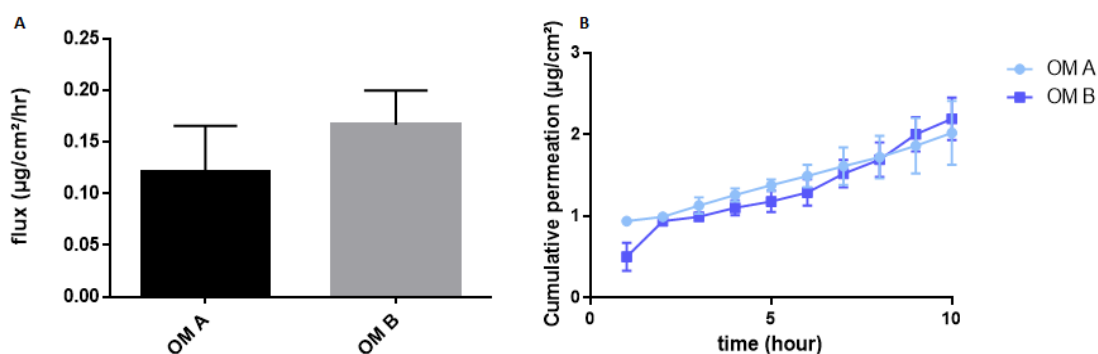 A
flux (µg/cm²/hr)
0.25
0.20
0.15
0.10
0.05
0.00
OM A
OM B
B
Cumulative permeation (µg/cm²)
3
2
1
0
0
5
10
time (hour)
OM A
OM B